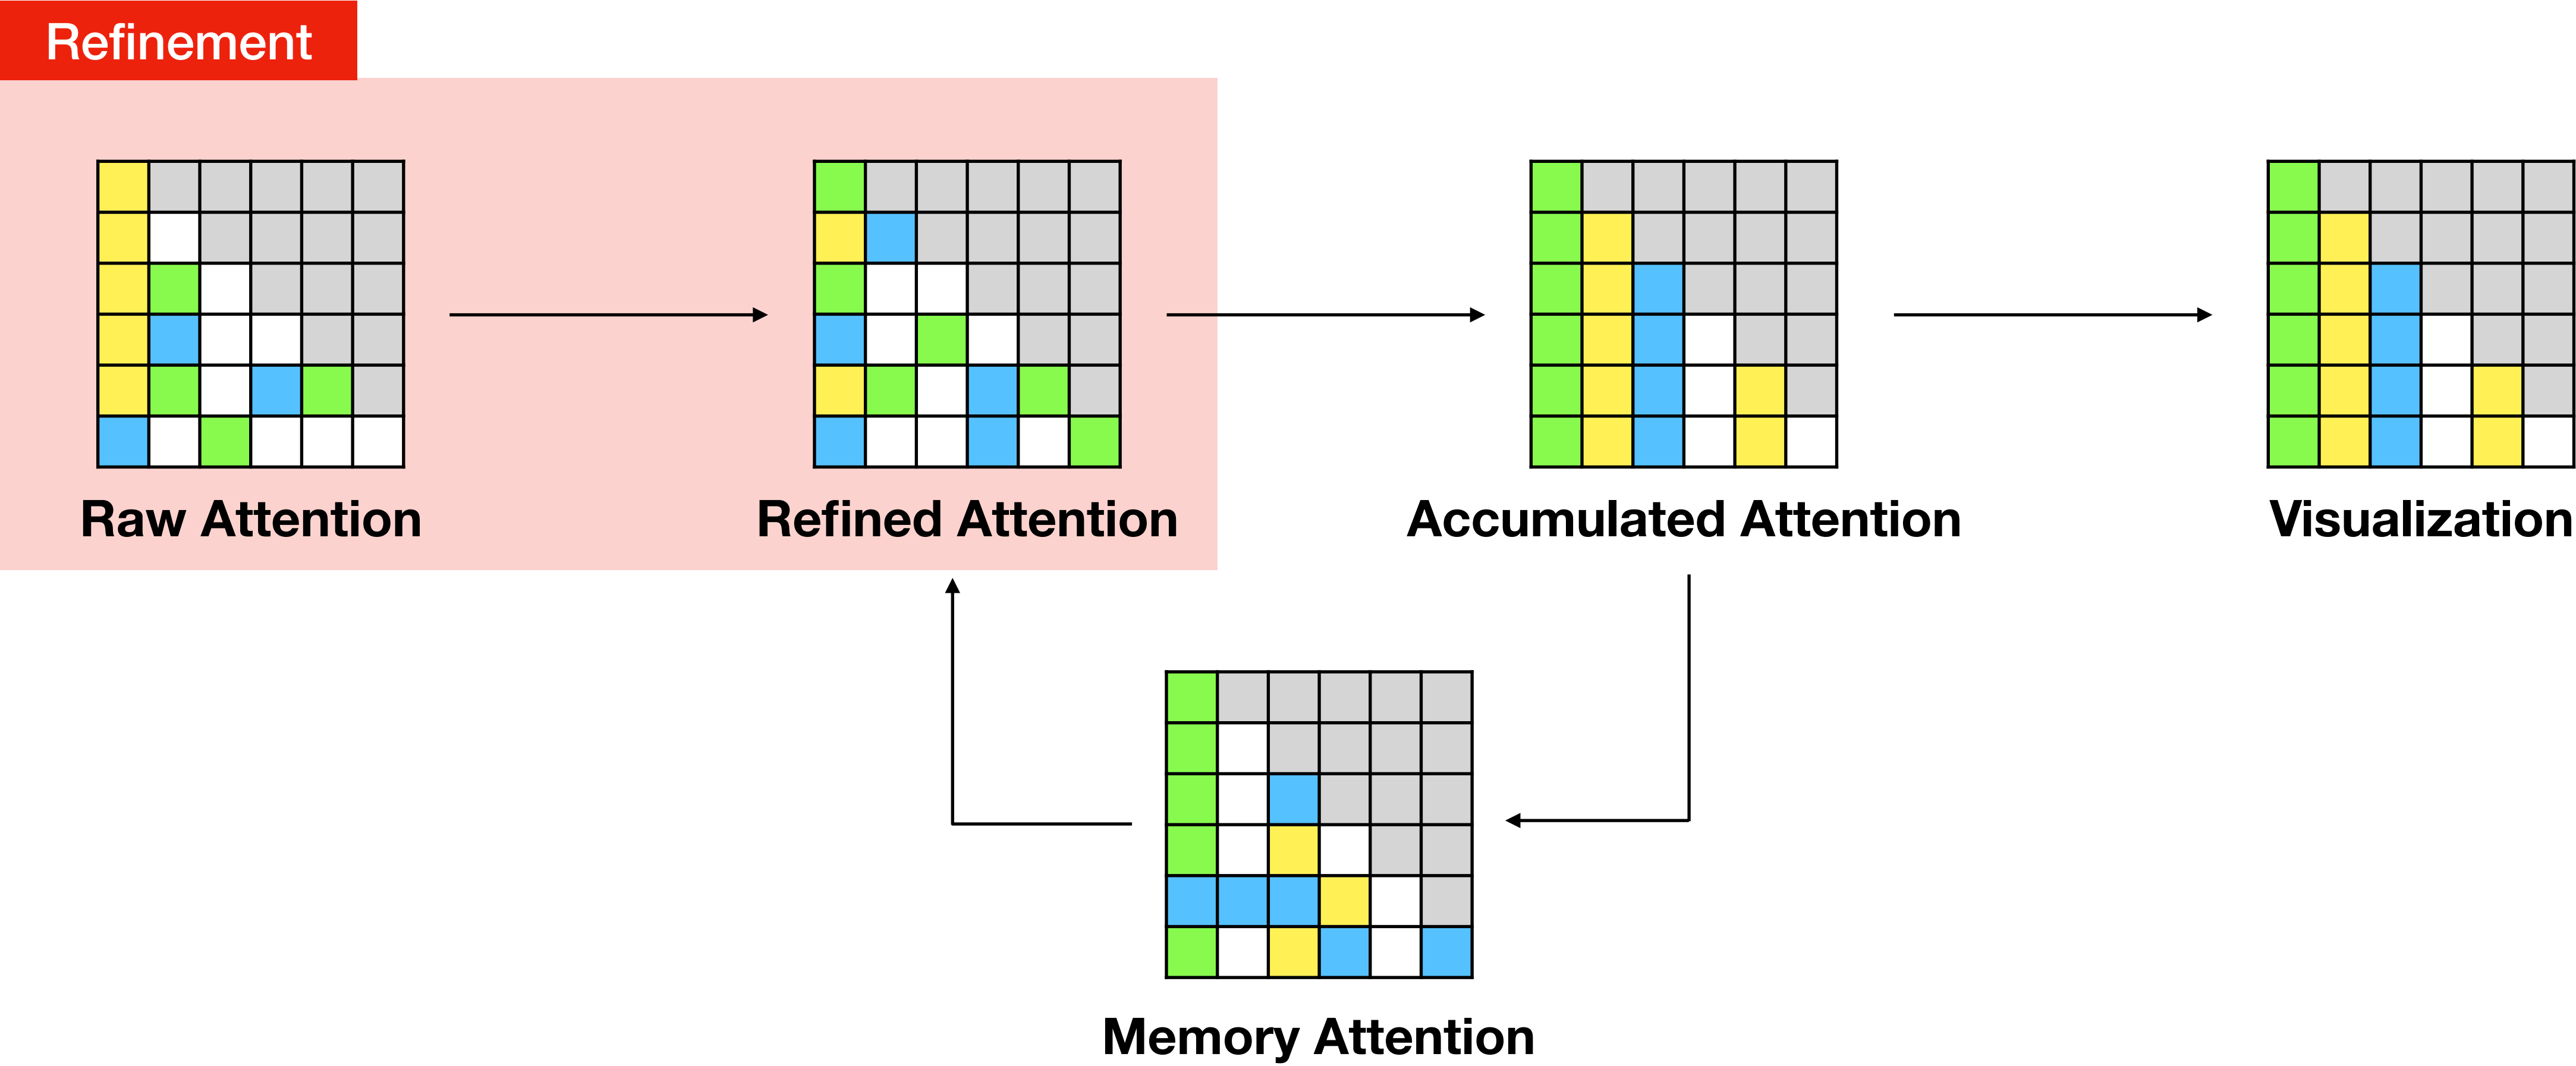 Refinement
Raw Attention
Refined Attention
Accumulated Attention
Visualization
Memory Attention